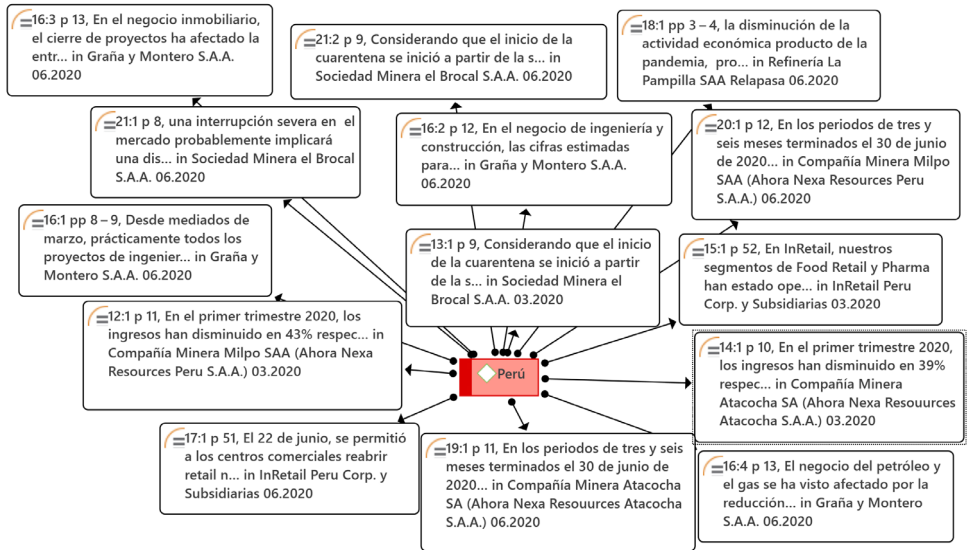 16:3 p 13, En el negocio inmobiliario,
el cierre de proyectos ha afectado la
entr... in Graña y Montero S.A.A.
06.2020
21:2 p 9, Considerando que el inicio de la
cuarentena se inició a partir de la s... in
Sociedad Minera el Brocal S.A.A. 06.2020
18:1 pp 3 – 4, la disminución de la
actividad económica producto de la
pandemia, pro... in Refinería La
Pampilla SAA Relapasa 06.2020
21:1 p 8, una interrupción severa en el
mercado probablemente implicará
una dis... in Sociedad Minera el Brocal
S.A.A. 06.2020
16:2 p 12, En el negocio de ingeniería y
construcción, las cifras estimadas
para... in Graña y Montero S.A.A.
06.2020
20:1 p 12, En los periodos de tres y
seis meses terminados el 30 de junio
de 2020... in Compañía Minera Milpo
SAA (Ahora Nexa Resources Peru
S.A.A.) 06.2020
16:1 pp 8 – 9, Desde mediados de
marzo, prácticamente todos los
proyectos de ingenier... in Graña y
Montero S.A.A. 06.2020
13:1 p 9, Considerando que el inicio
de la cuarentena se inició a partir
de la s... in Sociedad Minera el
Brocal S.A.A. 03.2020
15:1 p 52, En InRetail, nuestros
segmentos de Food Retail y Pharma
han estado ope... in InRetail Peru
Corp. y Subsidiarias 03.2020
12:1 p 11, En el primer trimestre 2020, los
ingresos han disminuido en 43% respec... in
Compañía Minera Milpo SAA (Ahora Nexa
Resources Peru S.A.A.) 03.2020
Perú
14:1 p 10, En el primer trimestre 2020,
los ingresos han disminuido en 39%
respec... in Compañía Minera
Atacocha SA (Ahora Nexa Resouurces
Atacocha S.A.A.) 03.2020
17:1 p 51, El 22 de junio, se permitió
a los centros comerciales reabrir
retail n... in InRetail Peru Corp. y
Subsidiarias 06.2020
19:1 p 11, En los periodos de tres y seis
meses terminados el 30 de junio de
2020... in Compañía Minera Atacocha
SA (Ahora Nexa Resouurces Atacocha
S.A.A.) 06.2020
16:4 p 13, El negocio del petróleo y
el gas se ha visto afectado por la
reducción... in Graña y Montero
S.A.A. 06.2020